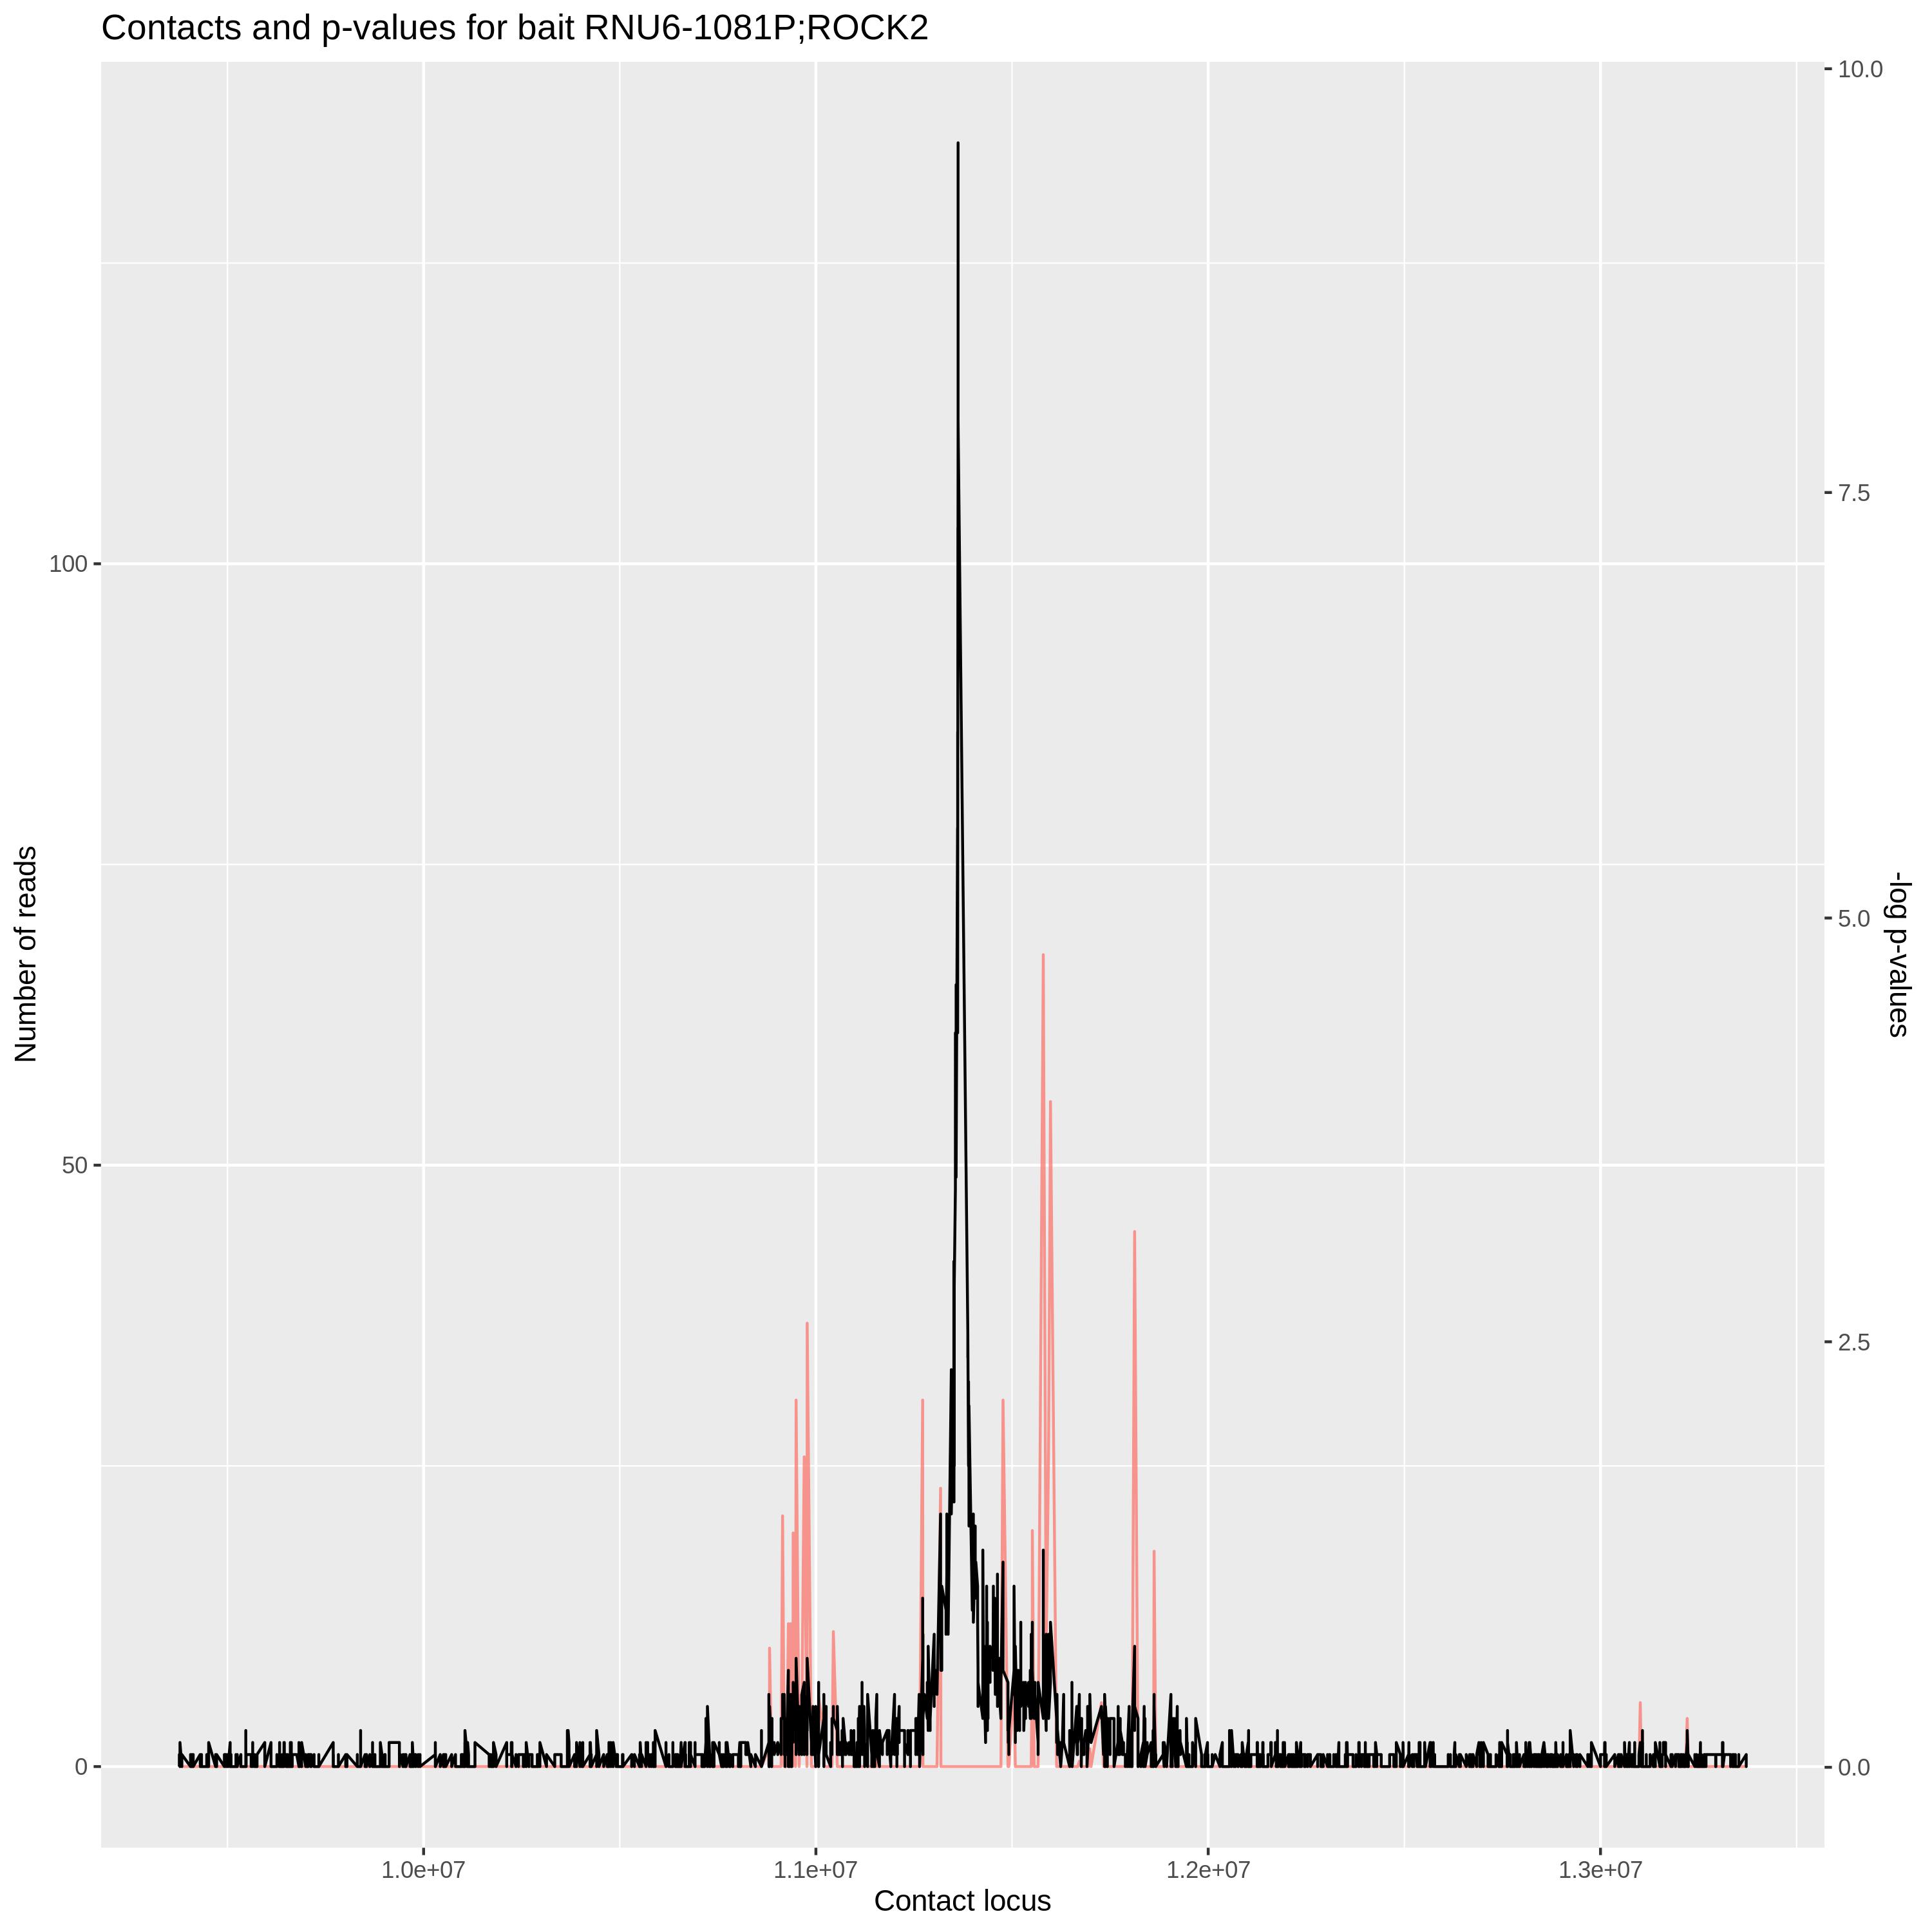 Contacts and p-values for bait RNU6-1081P;ROCK2
10.0
7.5
100
5.0
Number of reads
-log p-values
50
2.5
0
0.0
1.0e+07
1.1e+07
1.2e+07
1.3e+07
Contact locus